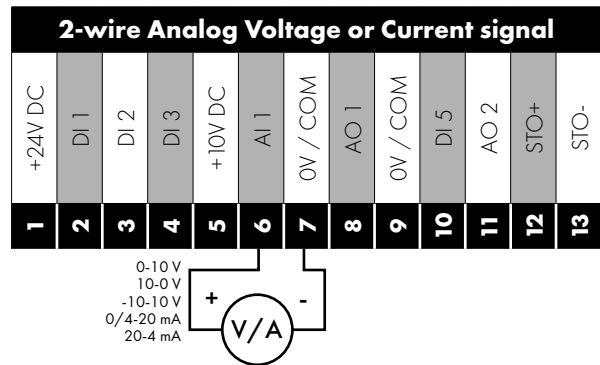 2-wire Analog Voltage or Current signal
+24V DC
DI 1
DI 2
DI 3
+10V DC
AI 1
0V / COM
AO 1
0V / COM
DI 5
AO 2
STO+
STO-
1
2
3
4
5
6
7
8
9
10
11
12
13
0-10 V
10-0 V
-10-10 V
0/4-20 mA
20-4 mA
+
-
V/A